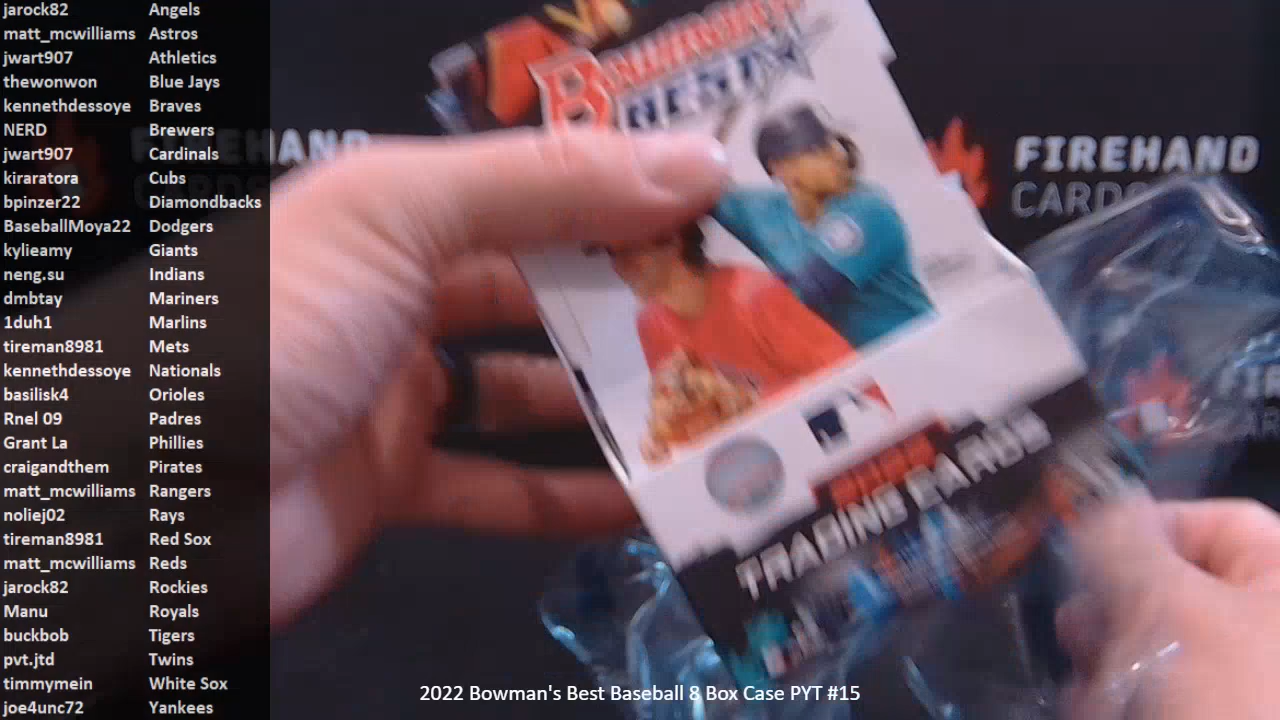 jarock82 Angels
matt_mcwilliams Astros
jwart907 Athletics
thewonwon Blue Jays
kennethdessoye Braves
NERD Brewers
jwart907 Cardinals
kiraratora Cubs
bpinzer22 Diamondbacks
BaseballMoya22 Dodgers
kylieamy Giants
neng.su Indians
dmbtay Mariners
1duh1 Marlins
tireman8981 Mets
kennethdessoye Nationals
basilisk4 Orioles
Rnel 09 Padres
Grant La Phillies
craigandthem Pirates
matt_mcwilliams Rangers
noliej02 Rays
tireman8981 Red Sox
matt_mcwilliams Reds
jarock82 Rockies
Manu Royals
buckbob Tigers
pvt.jtd Twins
timmymein White Sox
joe4unc72 Yankees
BOWMAN'S
BEST
TRADING CARDS
FIREHAND
CARDS
2022 Bowman's Best Baseball 8 Box Case PYT #15